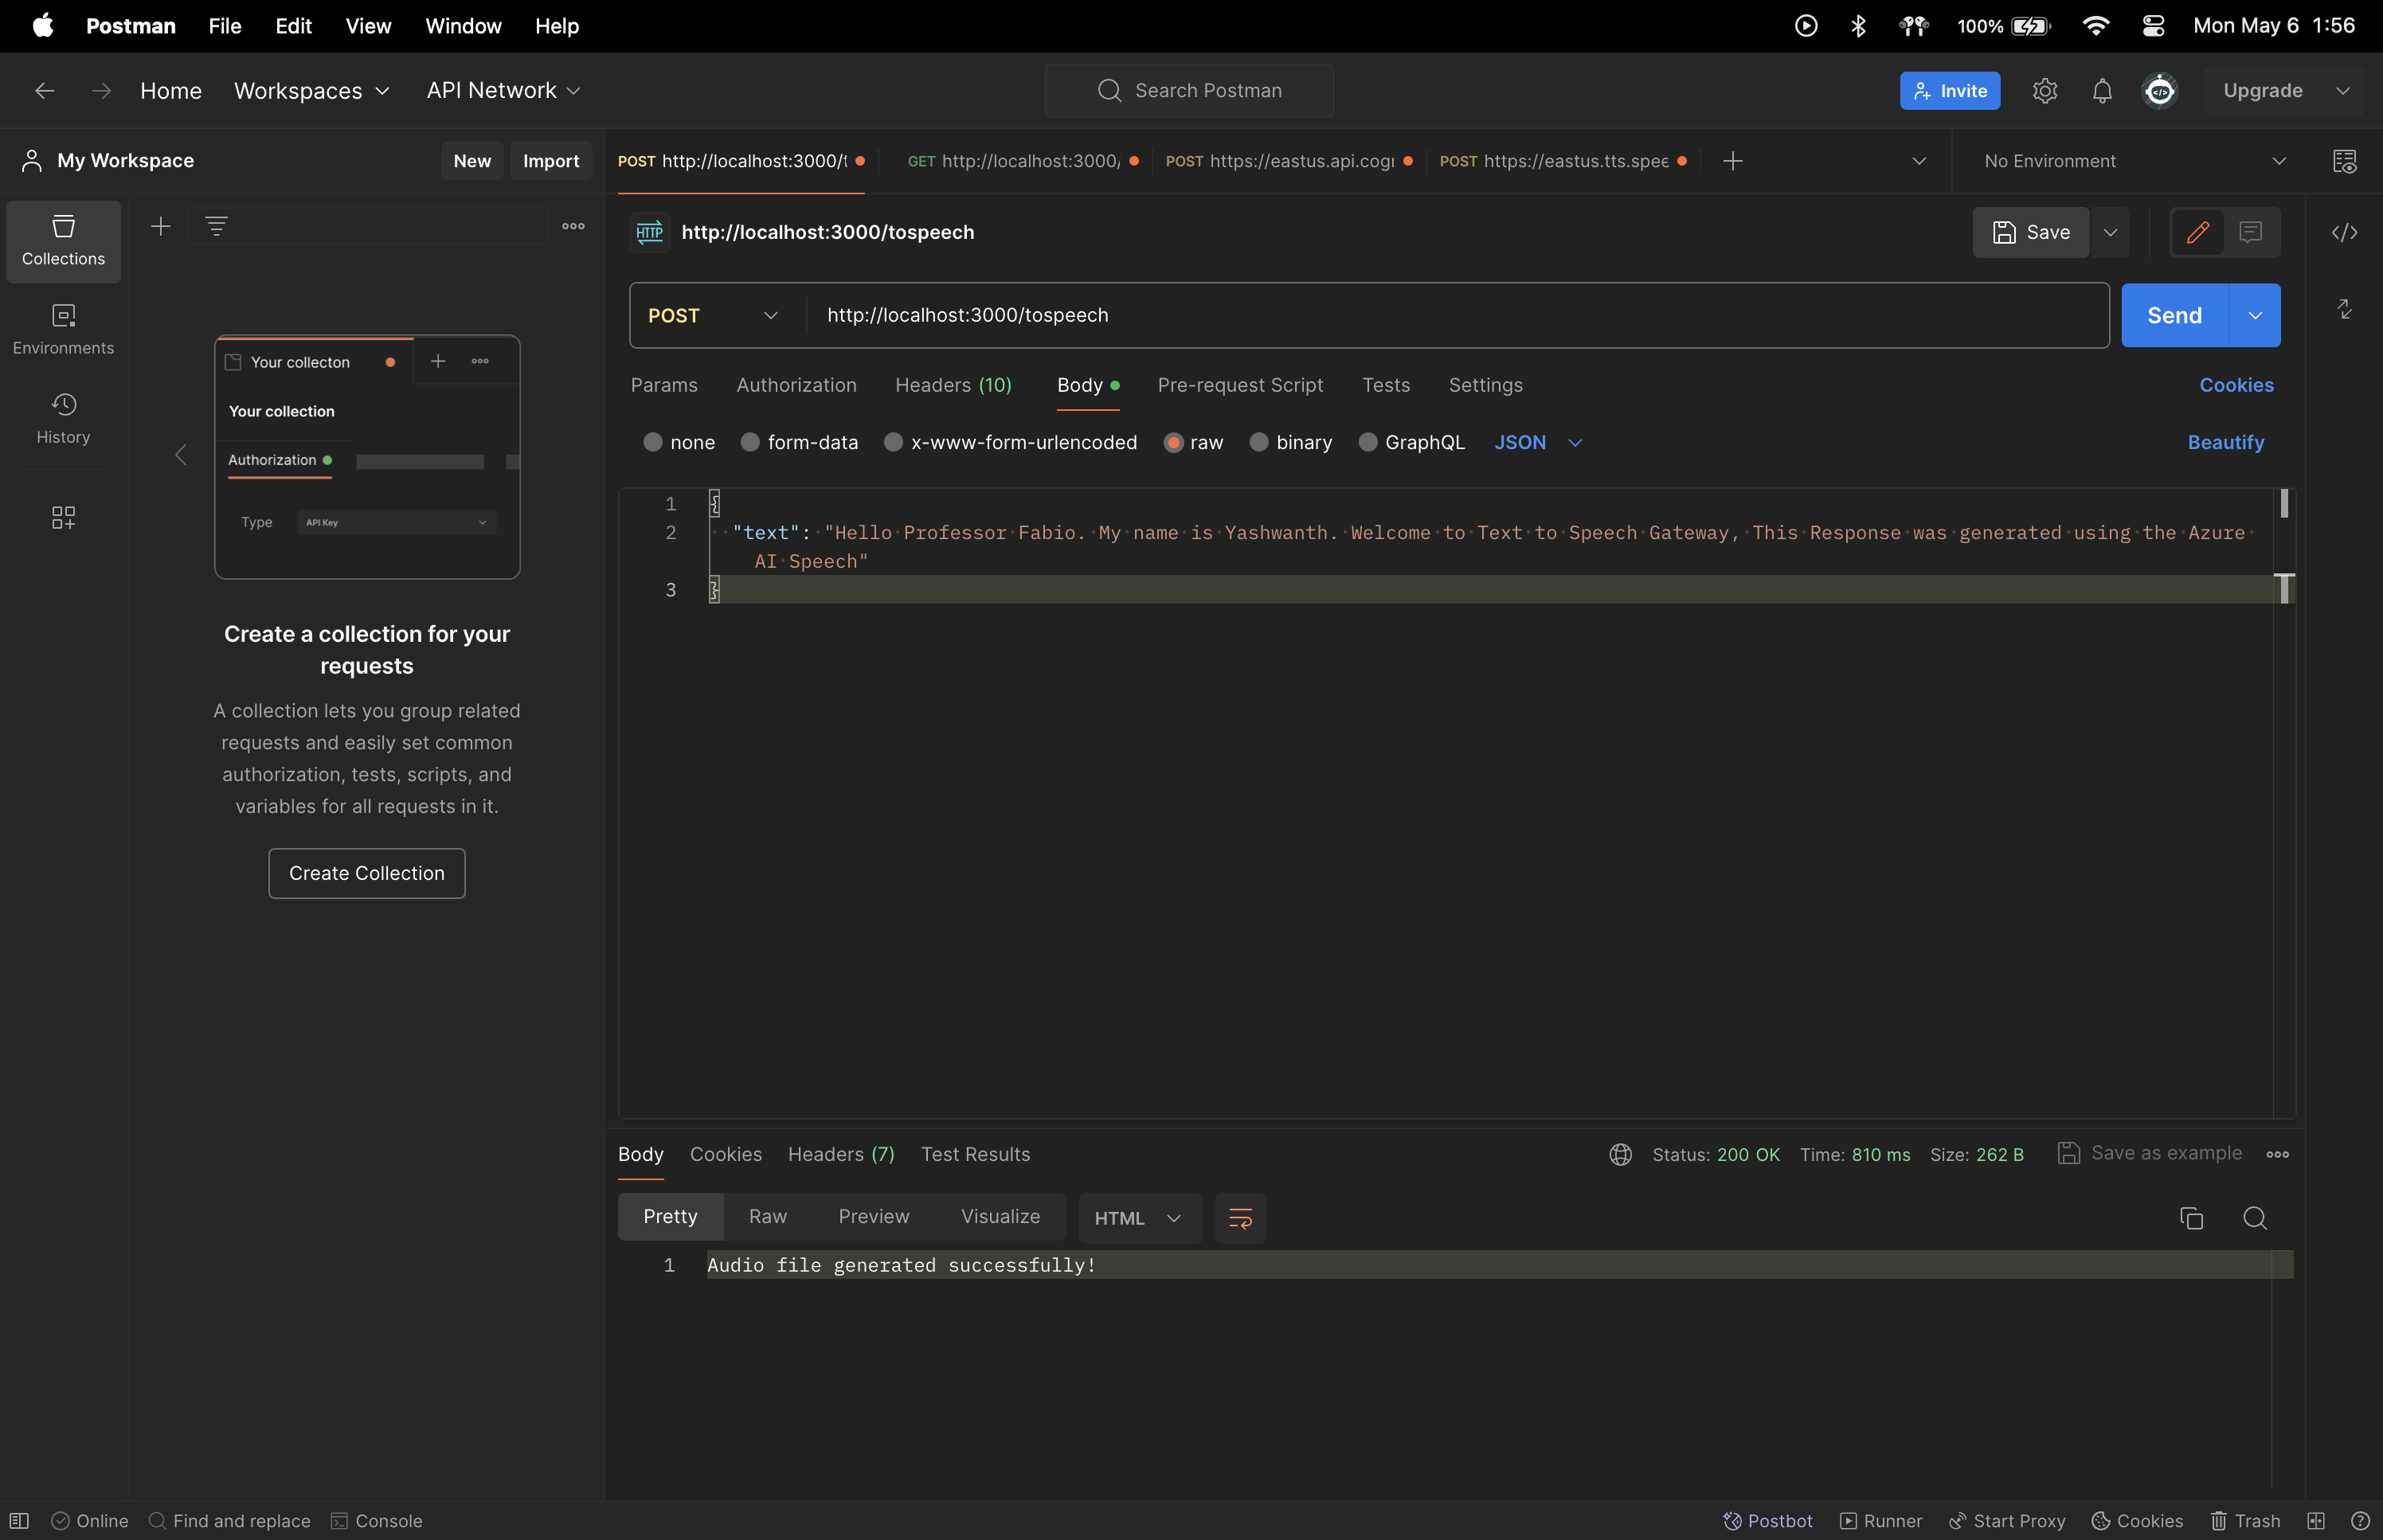 Postman File Edit View Window Help 100% Mon May 6 1:56
Home Workspaces API Network Search Postman Invite Upgrade
My Workspace New Import POST http://localhost:3000/t GET http://localhost:3000/ POST https://eastus.api.cogr POST https://eastus.tts.spee No Environment
Collections
HTTP http://localhost:3000/tospeech Save
Environments
POST http://localhost:3000/tospeech Send
Your collecton
Params Authorization Headers (10) Body Pre-request Script Tests Settings Cookies
History
Your collection
none form-data x-www-form-urlencoded raw binary GraphQL JSON Beautify
Authorization
Type API Key
1 {
2 "text": "Hello Professor Fabio. My name is Yashwanth. Welcome to Text to Speech Gateway, This Response was generated using the Azure
AI Speech"
3 }
Create a collection for your
requests
A collection lets you group related
requests and easily set common
authorization, tests, scripts, and
variables for all requests in it.
Create Collection
Body Cookies Headers (7) Test Results Status: 200 OK Time: 810 ms Size: 262 B Save as example
Pretty Raw Preview Visualize HTML
1 Audio file generated successfully!
Online Find and replace Console Postbot Runner Start Proxy Cookies Trash